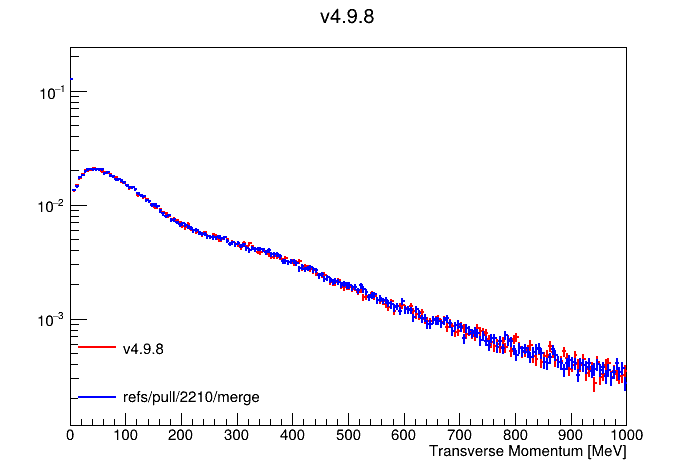 v4.9.8
10⁻¹
10⁻²
10⁻³
v4.9.8
refs/pull/2210/merge
0 100 200 300 400 500 600 700 800 900 1000
Transverse Momentum [MeV]